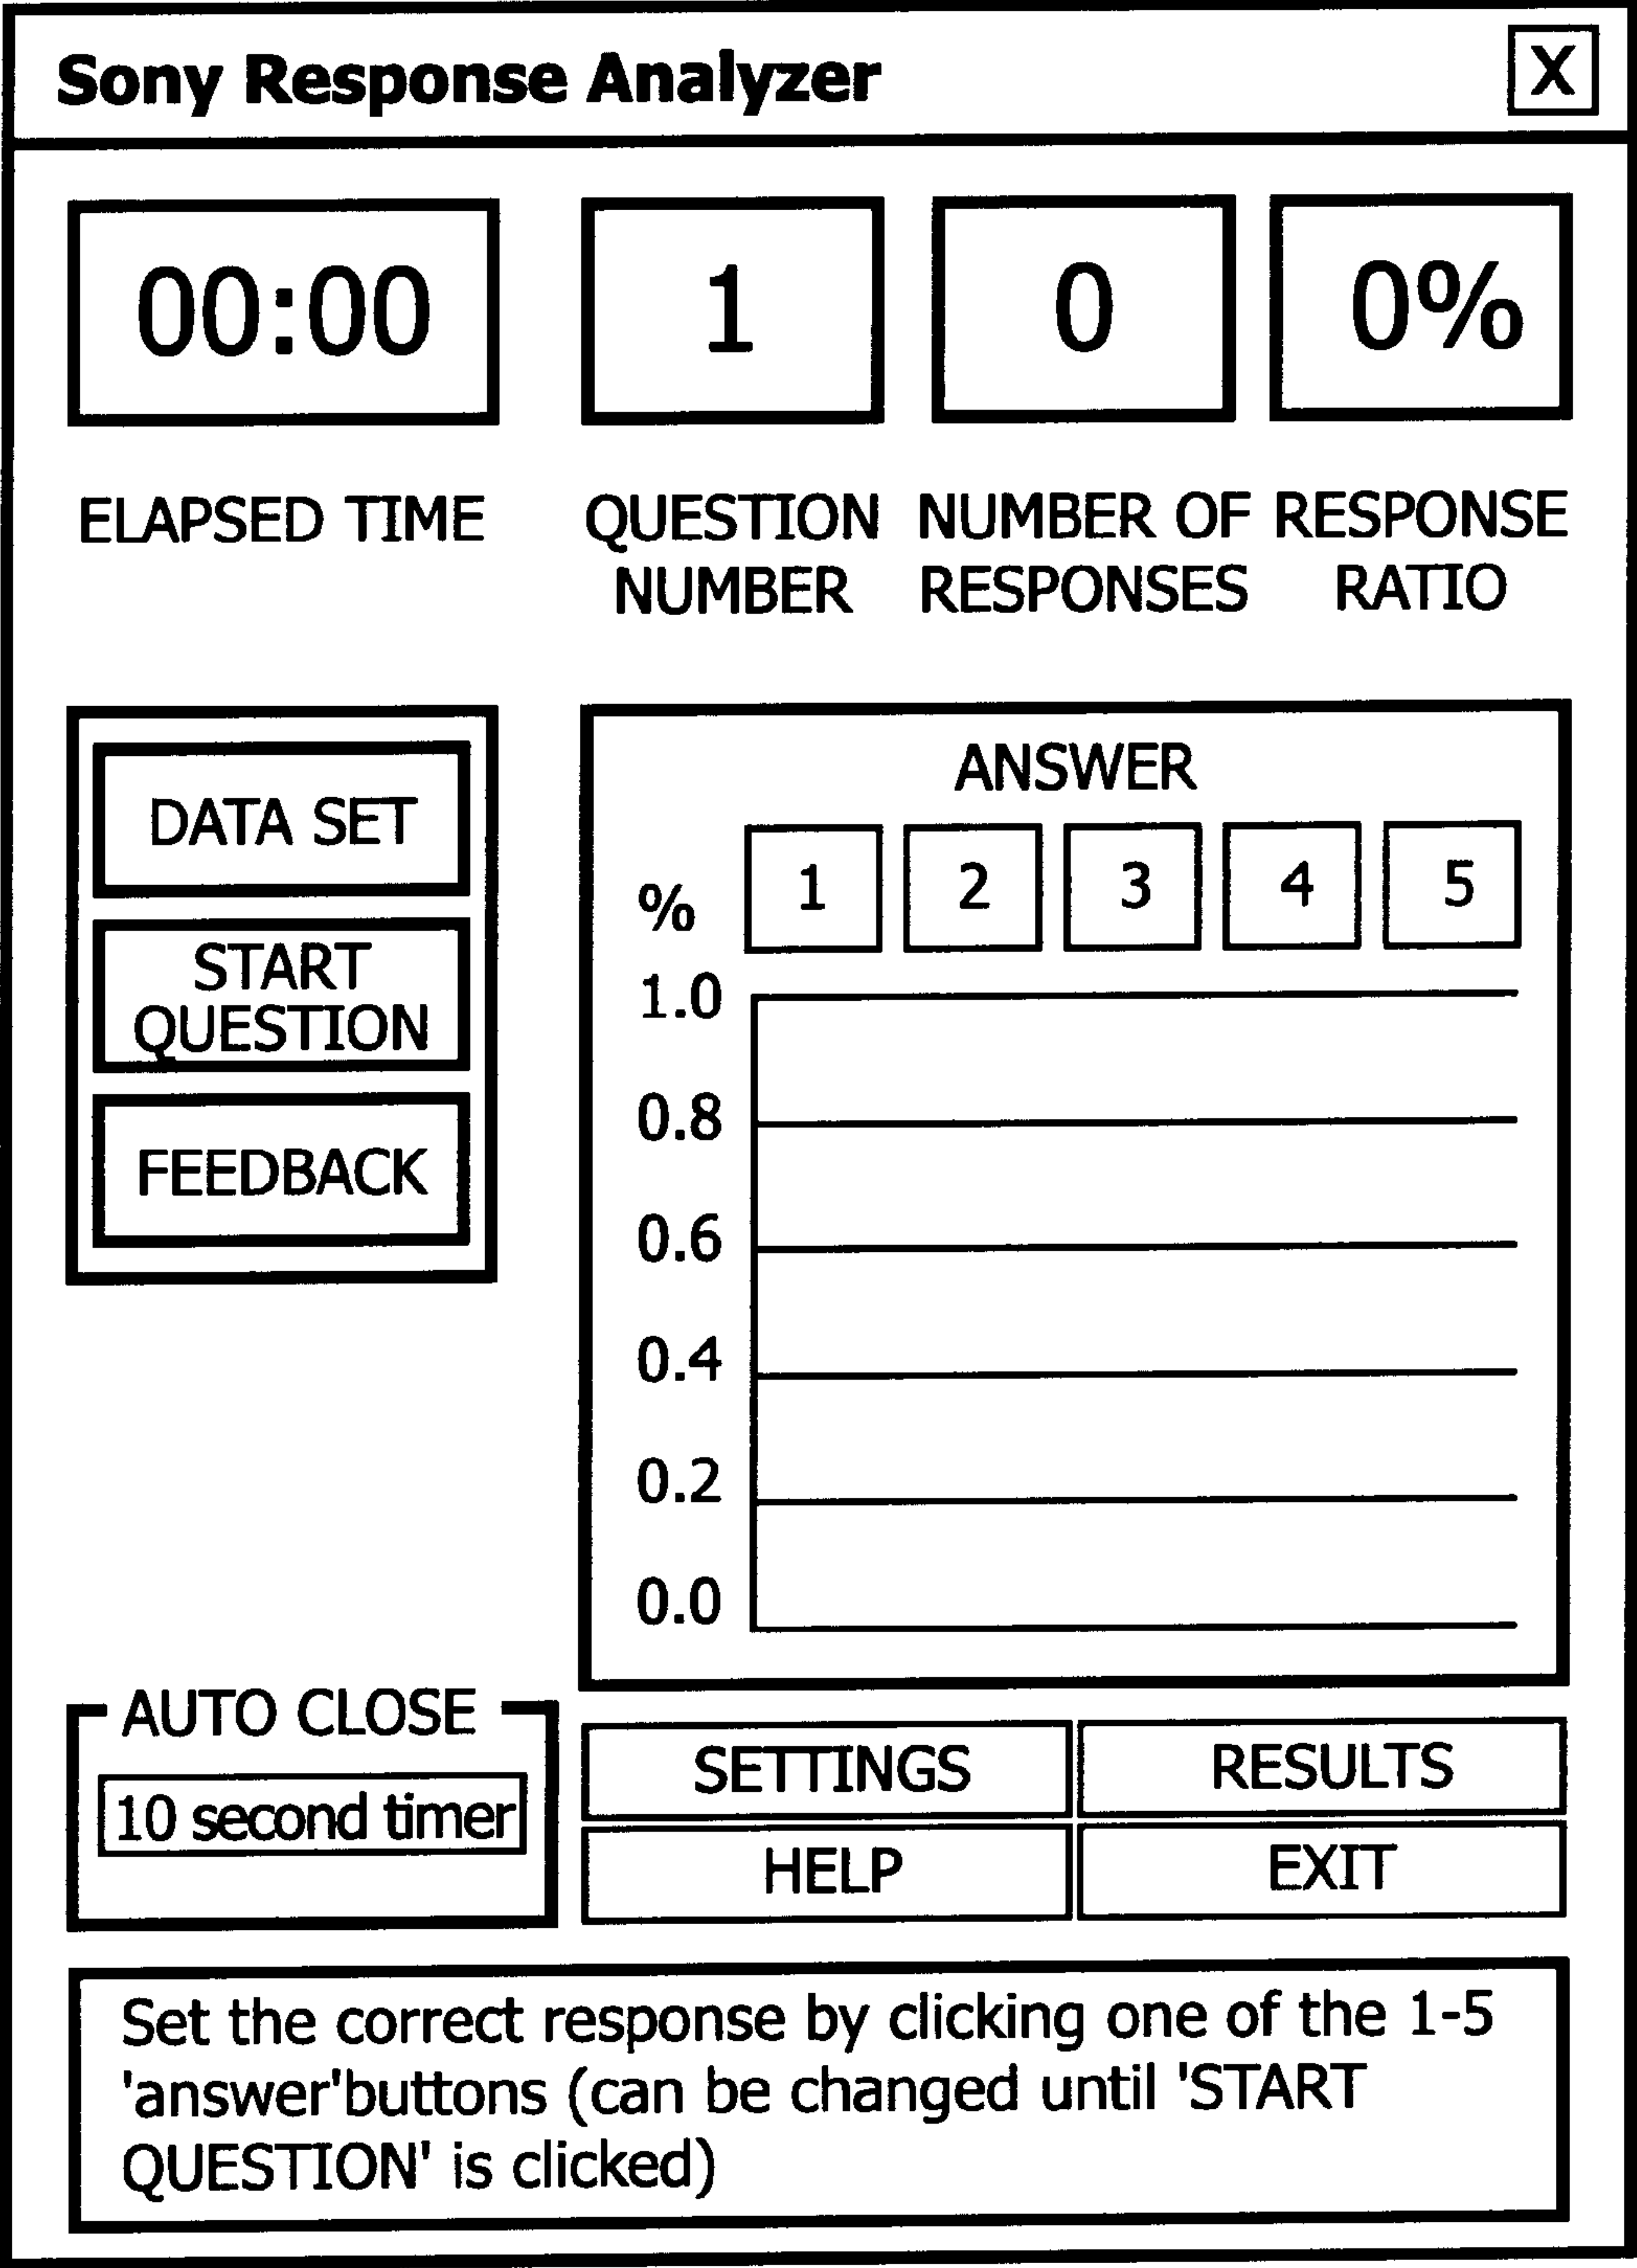 Sony Response Analyzer X
00:00 1 0 0%
ELAPSED TIME QUESTION NUMBER OF RESPONSE
NUMBER RESPONSES RATIO
DATA SET
START
QUESTION
FEEDBACK
ANSWER
% 1 2 3 4 5
1.0
0.8
0.6
0.4
0.2
0.0
AUTO CLOSE
10 second timer
SETTINGS RESULTS
HELP EXIT
Set the correct response by clicking one of the 1-5
'answer'buttons (can be changed until 'START
QUESTION' is clicked)